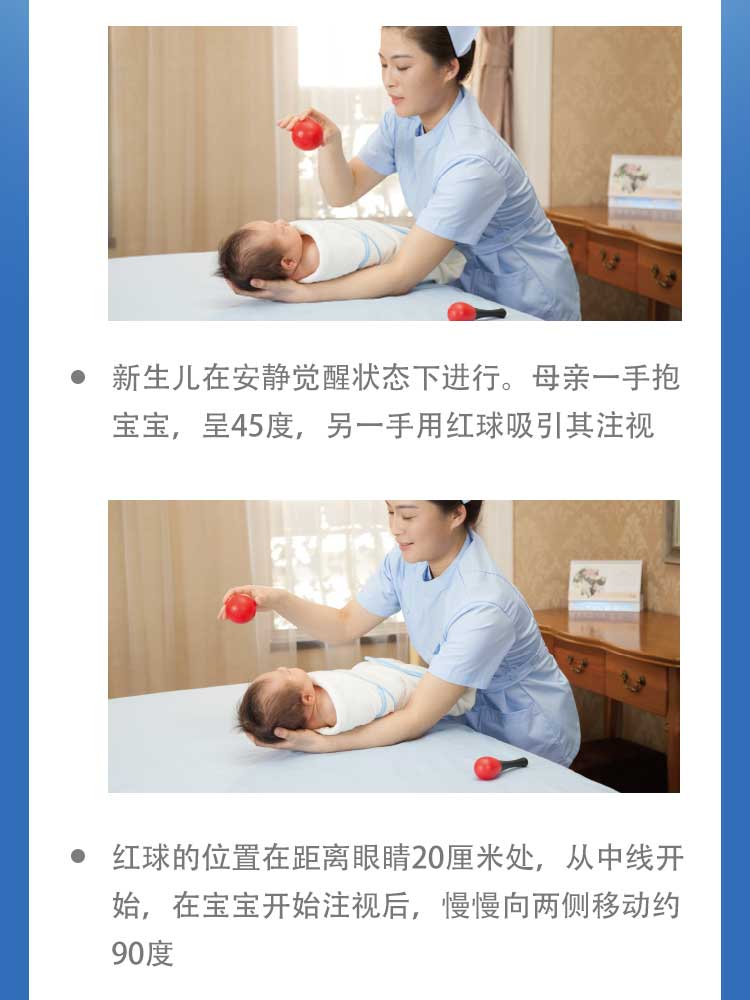 新生儿在安静觉醒状态下进行。母亲一手抱
宝宝，呈45度，另一手用红球吸引其注视
红球的位置在距离眼睛20厘米处，从中线开
始，在宝宝开始注视后，慢慢向两侧移动约
90度